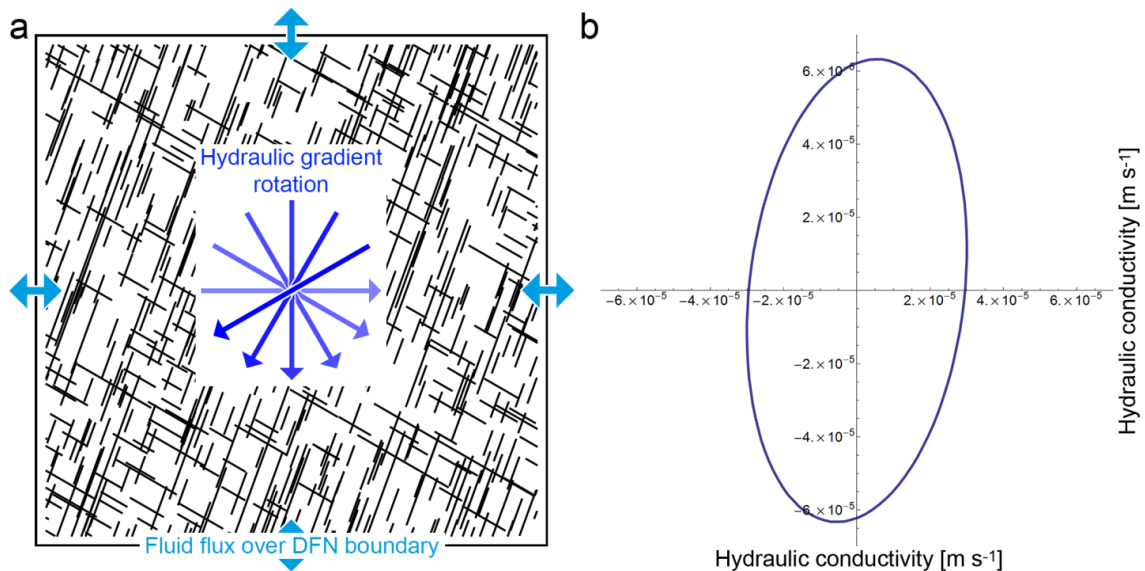 a
Hydraulic gradient
rotation
Fluid flux over DFN boundary
b
6.×10⁻⁵
4.×10⁻⁵
2.×10⁻⁵
−6.×10⁻⁵ −4.×10⁻⁵ −2.×10⁻⁵ 2.×10⁻⁵ 4.×10⁻⁵ 6.×10⁻⁵
−2.×10⁻⁵
−4.×10⁻⁵
−6.×10⁻⁵
Hydraulic conductivity [m s⁻¹]
Hydraulic conductivity [m s⁻¹]